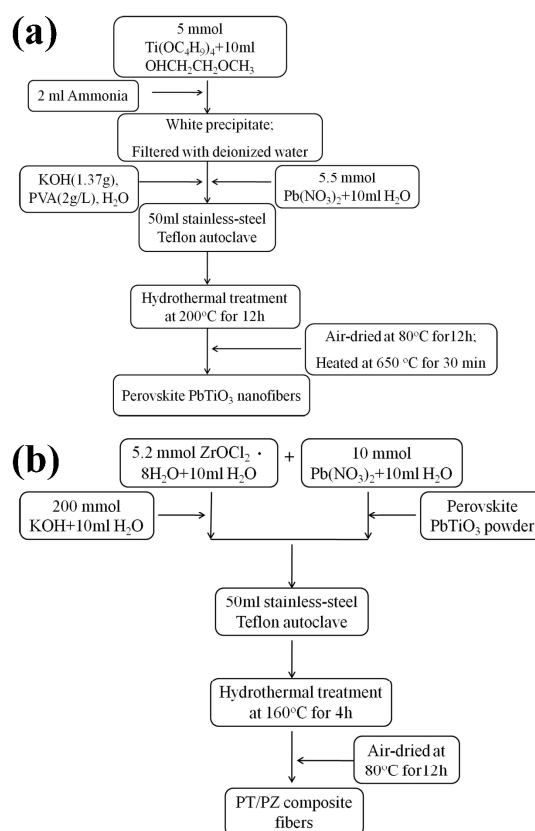 (a)
5 mmol
Ti(OC₄H₉)₄+10ml
OHCH₂CH₂OCH₃
2 ml Ammonia
White precipitate;
Filtered with deionized water
KOH(1.37g),
PVA(2g/L), H₂O
5.5 mmol
Pb(NO₃)₂+10ml H₂O
50ml stainless-steel
Teflon autoclave
Hydrothermal treatment
at 200°C for 12h
Air-dried at 80°C for12h;
Heated at 650 °C for 30 min
Perovskite PbTiO₃ nanofibers
(b)
5.2 mmol ZrOCl₂ ·
8H₂O+10ml H₂O
+
10 mmol
Pb(NO₃)₂+10ml H₂O
200 mmol
KOH+10ml H₂O
Perovskite
PbTiO₃ powder
50ml stainless-steel
Teflon autoclave
Hydrothermal treatment
at 160°C for 4h
Air-dried at
80°C for12h
PT/PZ composite
fibers